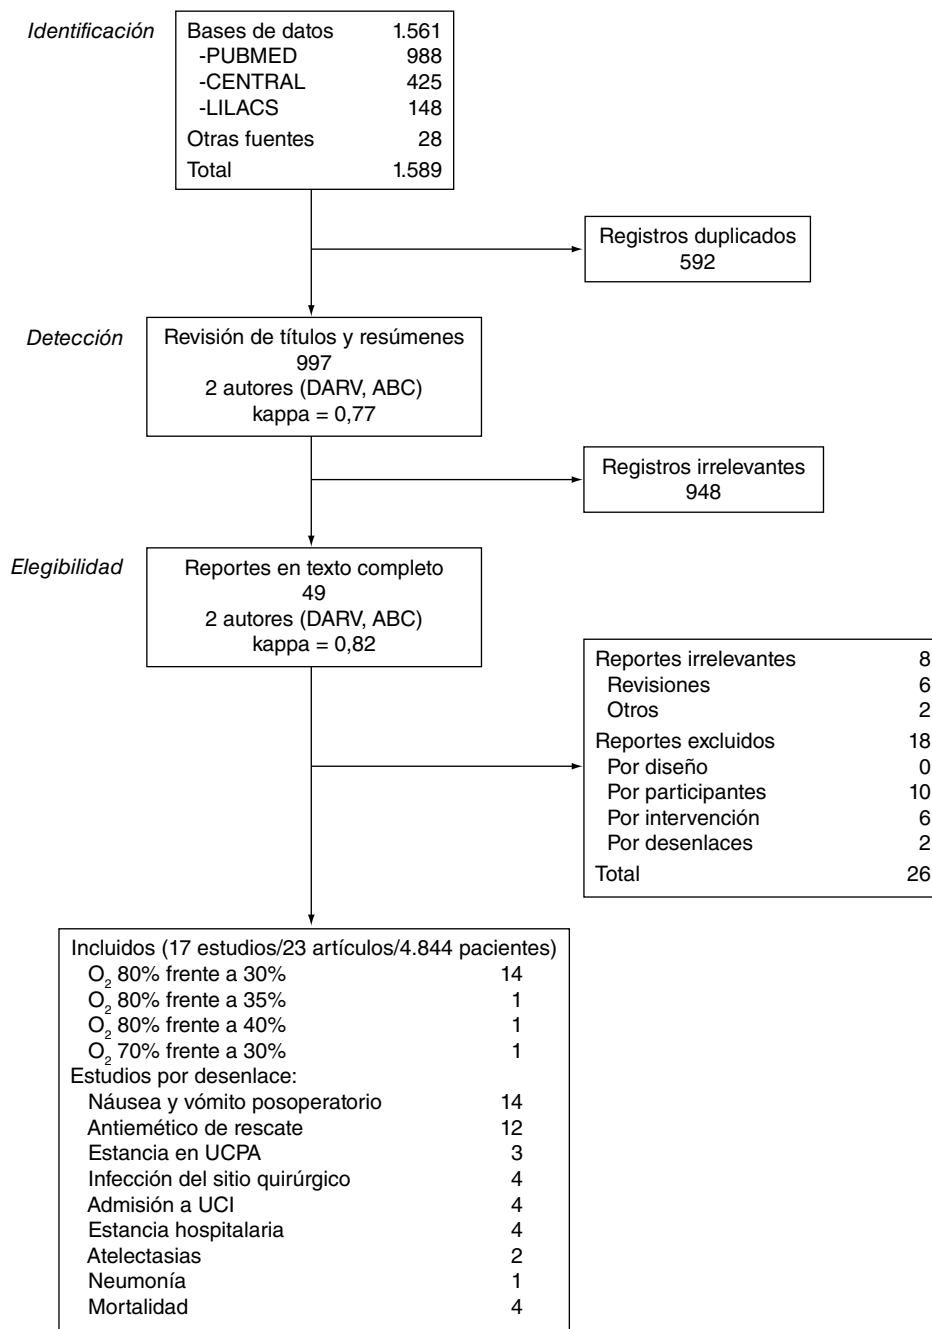 Identificación
Bases de datos 1.561
-PUBMED 988
-CENTRAL 425
-LILACS 148
Otras fuentes 28
Total 1.589
Registros duplicados
592
Detección
Revisión de títulos y resúmenes
997
2 autores (DARV, ABC)
kappa = 0,77
Registros irrelevantes
948
Elegibilidad
Reportes en texto completo
49
2 autores (DARV, ABC)
kappa = 0,82
Reportes irrelevantes 8
Revisiones 6
Otros 2
Reportes excluidos 18
Por diseño 0
Por participantes 10
Por intervención 6
Por desenlaces 2
Total 26
Incluidos (17 estudios/23 artículos/4.844 pacientes)
O₂ 80% frente a 30% 14
O₂ 80% frente a 35% 1
O₂ 80% frente a 40% 1
O₂ 70% frente a 30% 1
Estudios por desenlace:
Náusea y vómito posoperatorio 14
Antiemético de rescate 12
Estancia en UCPA 3
Infección del sitio quirúrgico 4
Admisión a UCI 4
Estancia hospitalaria 4
Atelectasias 2
Neumonía 1
Mortalidad 4